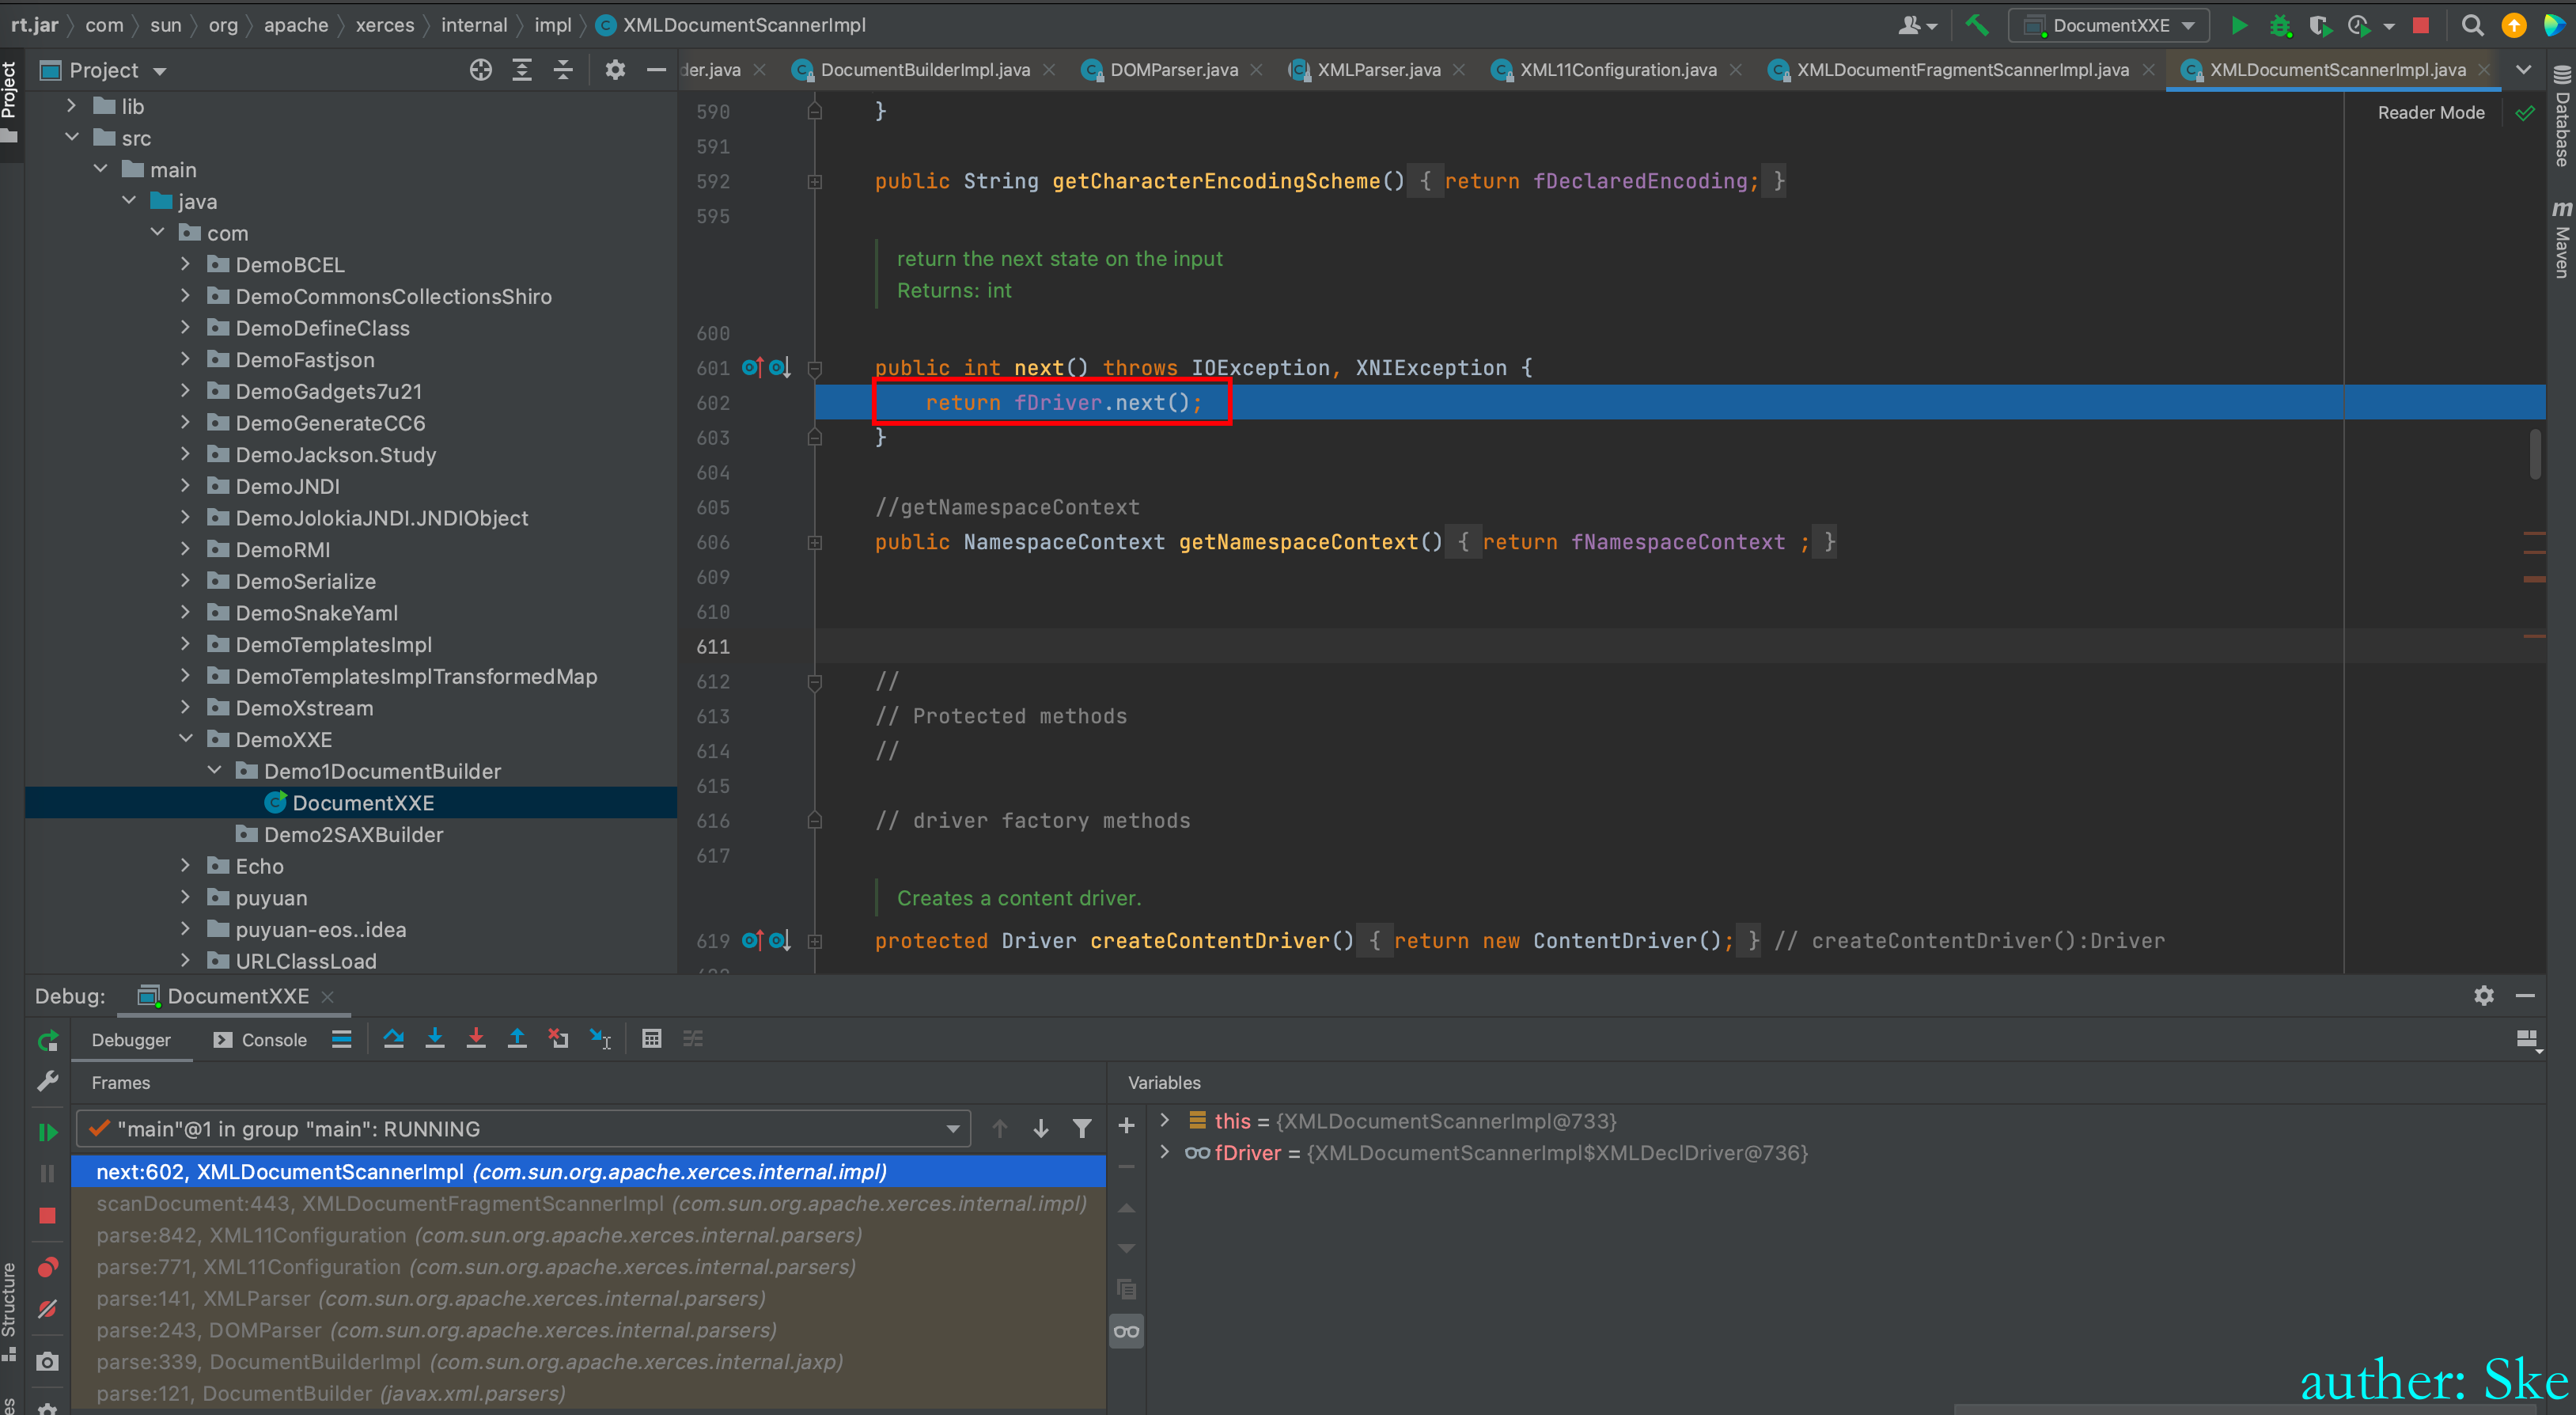 rt.jar 〉 com 〉 sun 〉 org 〉 apache 〉 xerces 〉 internal 〉 impl 〉 XMLDocumentScannerImpl
DocumentXXE
Project
der.java
DocumentBuilderImpl.java
DOMParser.java
XMLParser.java
XML11Configuration.java
XMLDocumentFragmentScannerImpl.java
XMLDocumentScannerImpl.java
Project
Structure
Database
Maven
Reader Mode
lib
src
main
java
com
DemoBCEL
DemoCommonsCollectionsShiro
DemoDefineClass
DemoFastjson
DemoGadgets7u21
DemoGenerateCC6
DemoJackson.Study
DemoJNDI
DemoJolokiaJNDI.JNDIObject
DemoRMI
DemoSerialize
DemoSnakeYaml
DemoTemplatesImpl
DemoTemplatesImplTransformedMap
DemoXstream
DemoXXE
Demo1DocumentBuilder
DocumentXXE
Demo2SAXBuilder
Echo
puyuan
puyuan-eos..idea
URLClassLoad
590 }
591
592 public String getCharacterEncodingScheme() { return fDeclaredEncoding; }
595
return the next state on the input
Returns: int
600
601 public int next() throws IOException, XNIException {
602 return fDriver.next();
603 }
604
605 //getNamespaceContext
606 public NamespaceContext getNamespaceContext() { return fNamespaceContext ; }
609
610
611
612 //
613 // Protected methods
614 //
615
616 // driver factory methods
617
Creates a content driver.
619 protected Driver createContentDriver() { return new ContentDriver(); } // createContentDriver():Driver
Debug:
DocumentXXE
Debugger
Console
Frames
Variables
"main"@1 in group "main": RUNNING
next:602, XMLDocumentScannerImpl (com.sun.org.apache.xerces.internal.impl)
scanDocument:443, XMLDocumentFragmentScannerImpl (com.sun.org.apache.xerces.internal.impl)
parse:842, XML11Configuration (com.sun.org.apache.xerces.internal.parsers)
parse:771, XML11Configuration (com.sun.org.apache.xerces.internal.parsers)
parse:141, XMLParser (com.sun.org.apache.xerces.internal.parsers)
parse:243, DOMParser (com.sun.org.apache.xerces.internal.parsers)
parse:339, DocumentBuilderImpl (com.sun.org.apache.xerces.internal.jaxp)
parse:121, DocumentBuilder (javax.xml.parsers)
this = {XMLDocumentScannerImpl@733}
fDriver = {XMLDocumentScannerImpl$XMLDeclDriver@736}
auther: Ske